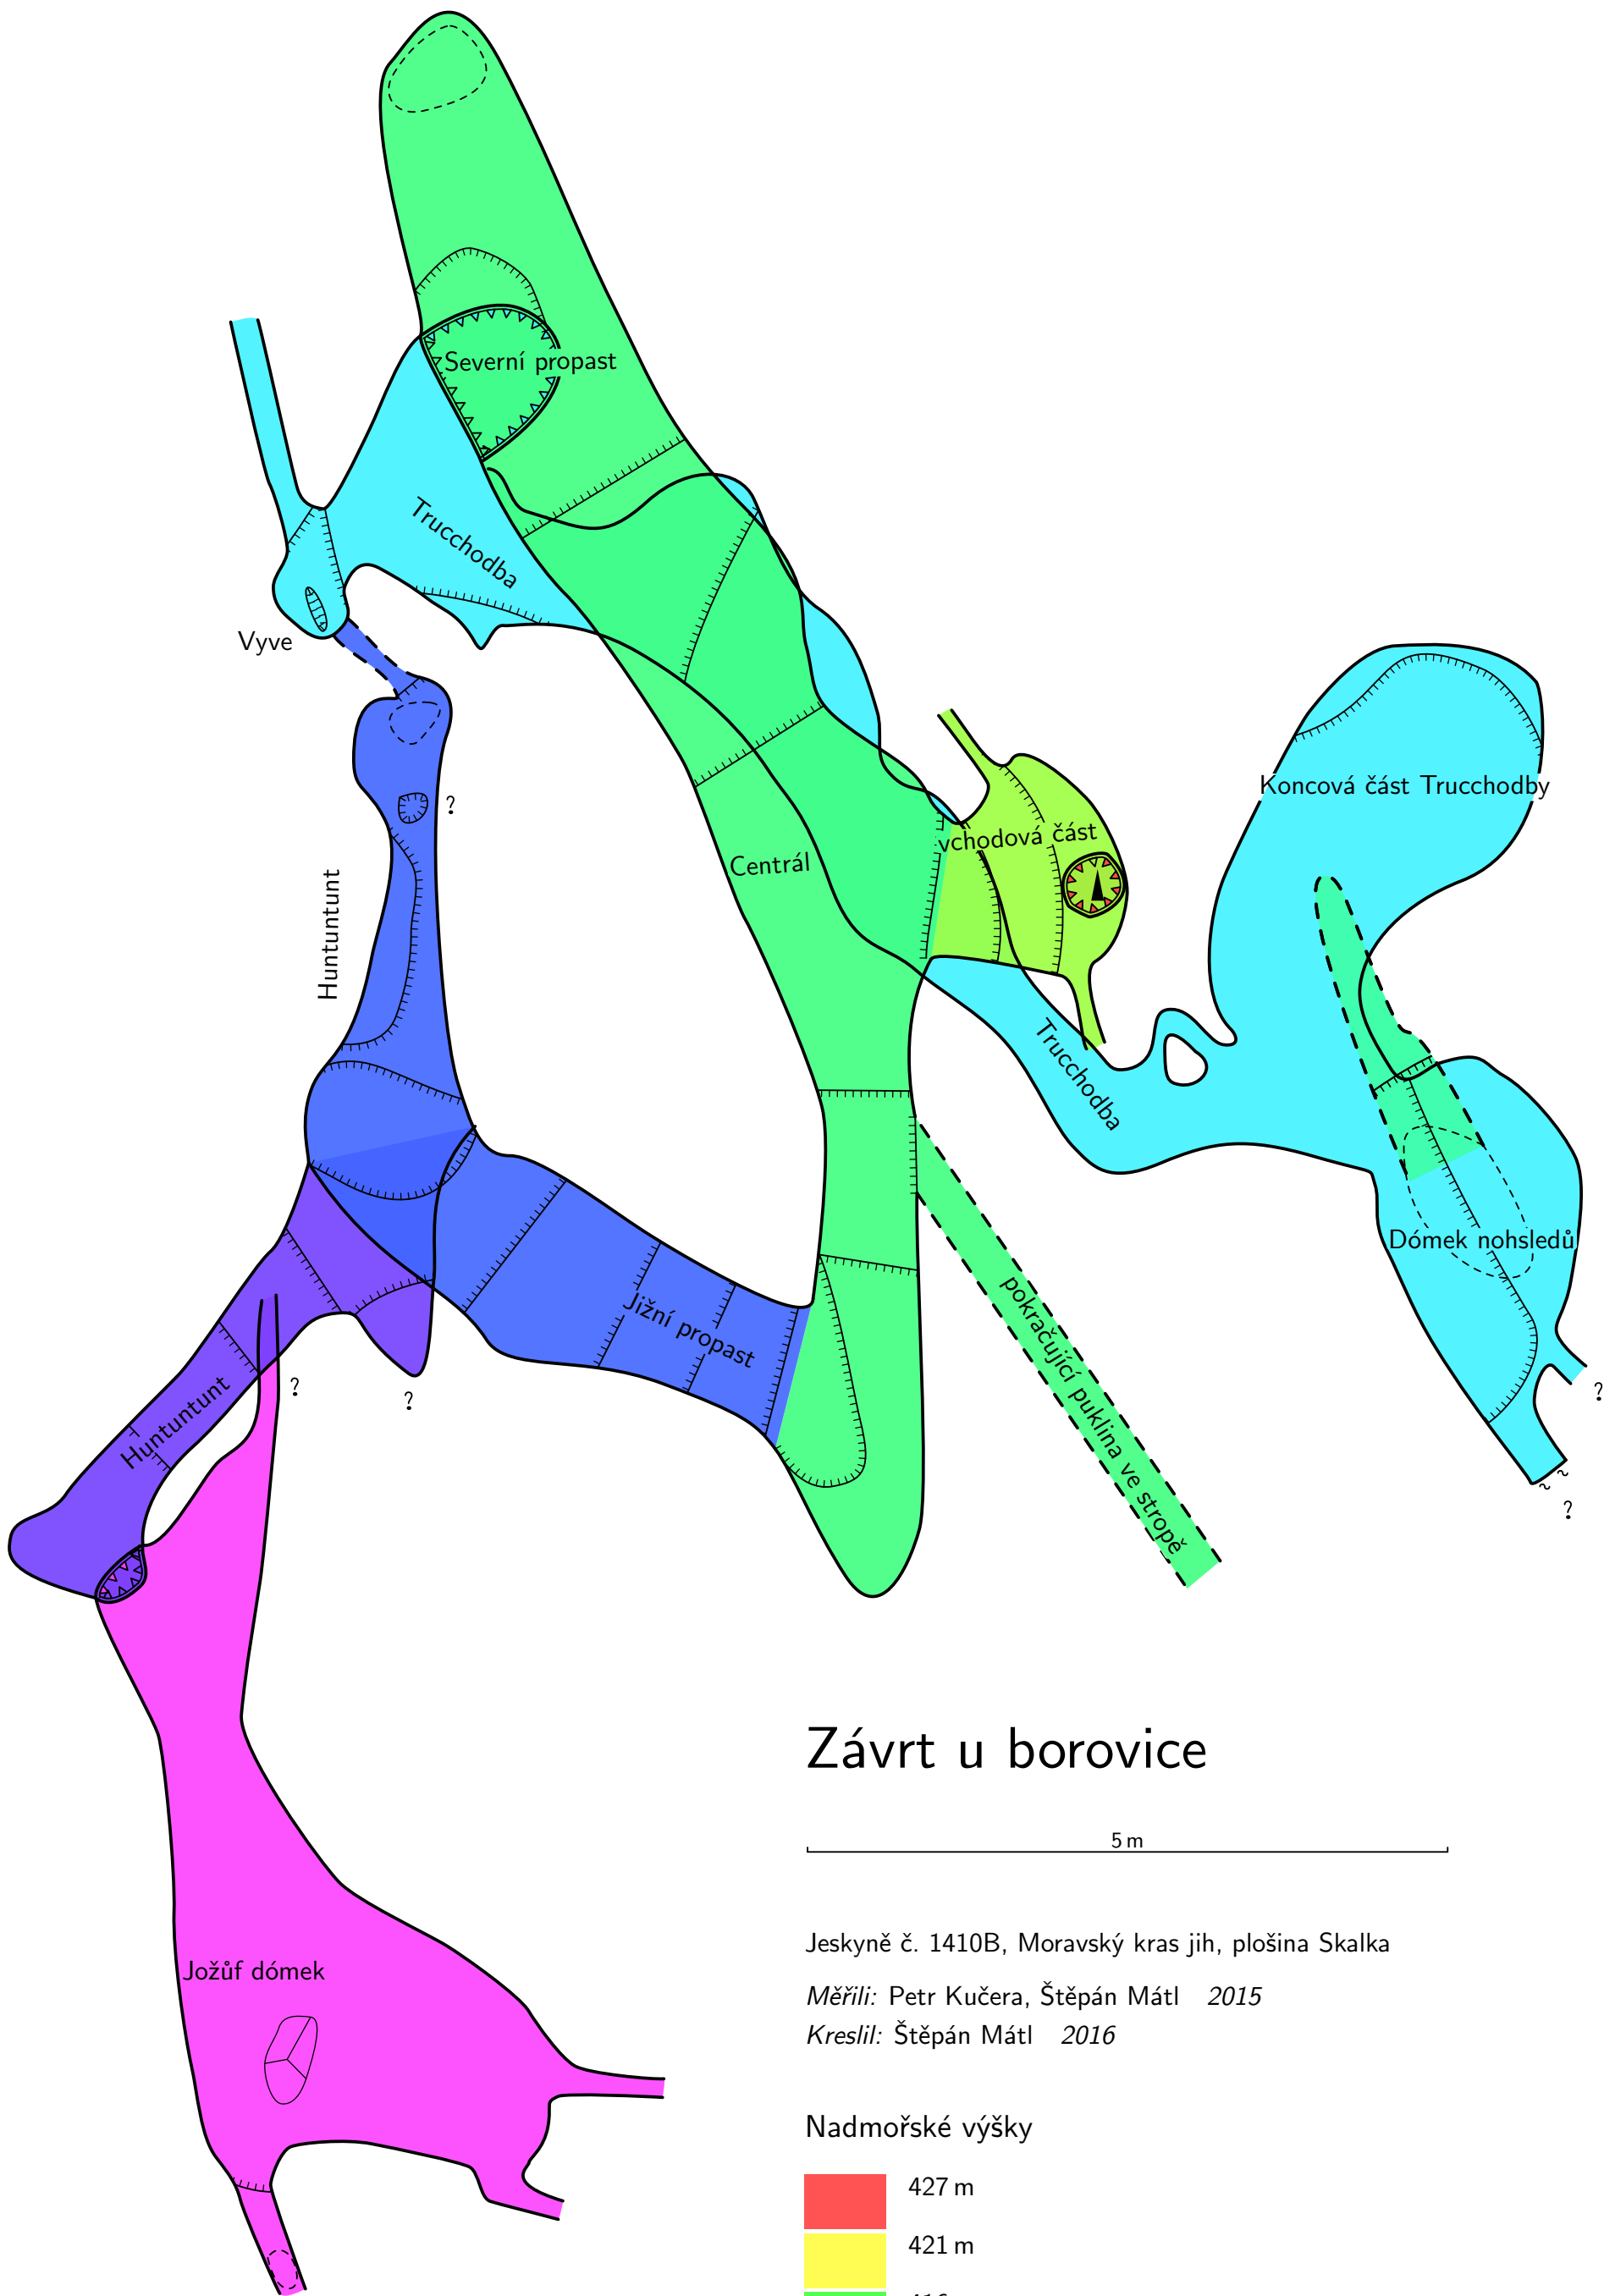 Severní propast
Trucchodba
Vyve
Koncová část Trucchodby
?
vchodová část
Centrál
Huntuntunt
Trucchodba
Dómek nohsledů
pokračující puklina ve stropě
Jižní propast
?
?
?
Huntuntunt
~
~
?
Závrt u borovice
5 m
Jeskyně č. 1410B, Moravský kras jih, plošina Skalka
Jožůf dómek
Měřili: Petr Kučera, Štěpán Mátl 2015
Kreslil: Štěpán Mátl 2016
Nadmořské výšky
427 m
421 m